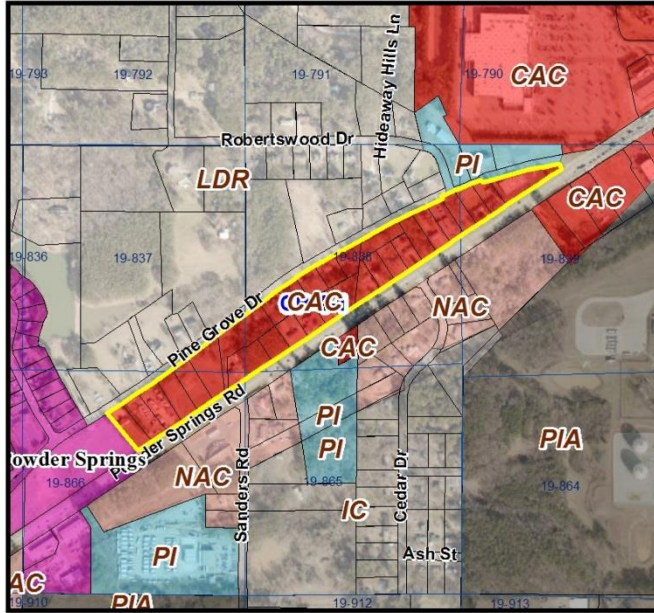 Hideaway Hills Ln
19-793
19-792
19-791
19-790
CAC
Robertswood Dr
PI
LDR
CAC
19-836
19-837
19-838
Pine Grove Dr
CAC
NAC
CAC
Powder Springs Rd
PI
PIA
Powder Springs
19-866
NAC
PI
19-865
19-864
Sanders Rd
IC
Cedar Dr
PI
Ash St
AC
19-910
PIA
19-912
19-913